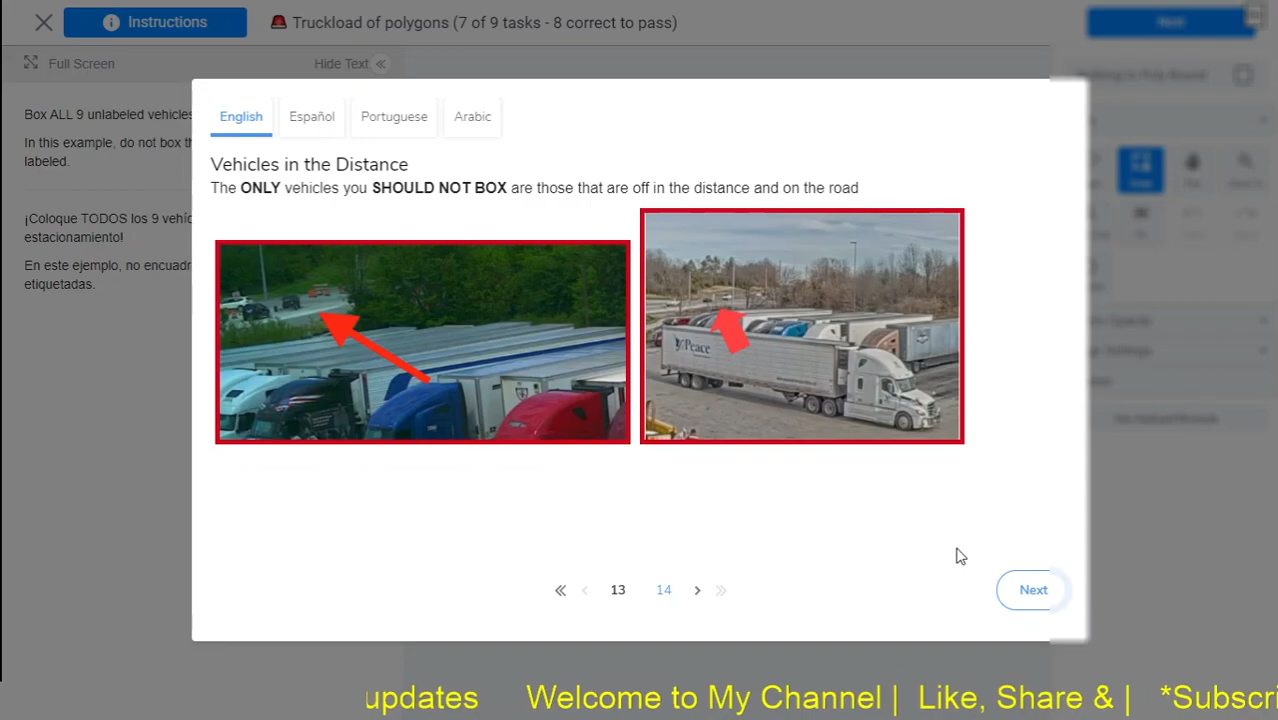 Instructions
🚨 Truckload of polygons (7 of 9 tasks - 8 correct to pass)
Full Screen
Hide Text
Box ALL 9 unlabeled vehicles
In this example, do not box
labeled.
¡Coloque TODOS los 9
estacionamiento!
En este ejemplo, no
etiquetadas.
English
Español
Portuguese
Arabic
Vehicles in the Distance
The ONLY vehicles you SHOULD NOT BOX are those that are off in the distance and on the road
Peace
13
14
Next
updates Welcome to My Channel | Like, Share & | *Subscri